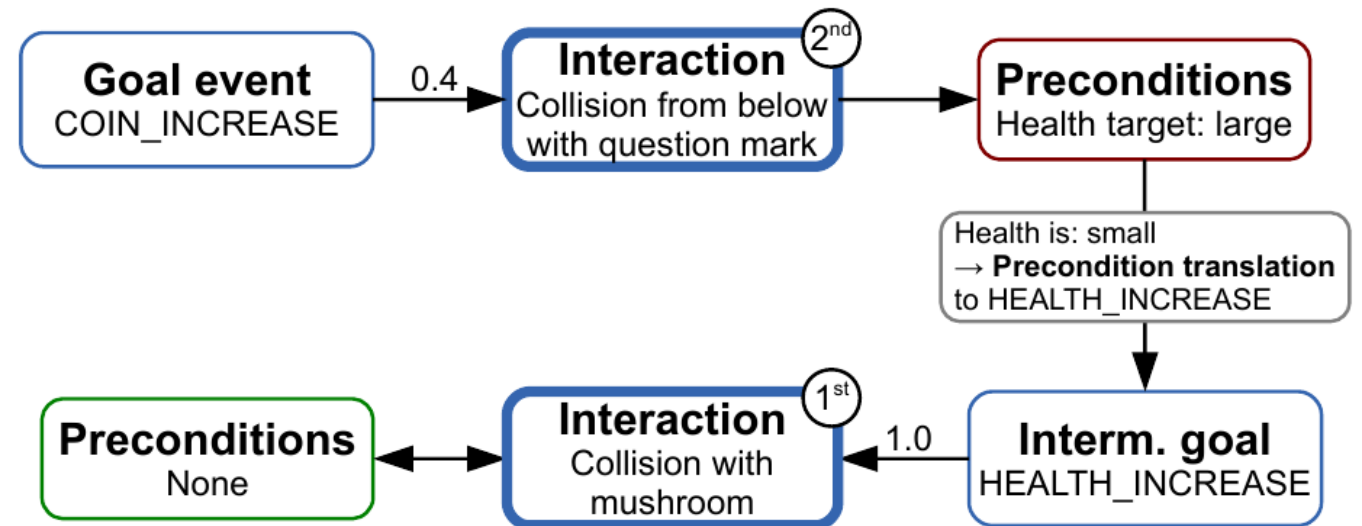 Goal event
COIN_INCREASE
0.4
Interaction
Collision from below
with question mark
2nd
Preconditions
Health target: large
Health is: small
→ Precondition translation
to HEALTH_INCREASE
Interm. goal
HEALTH_INCREASE
1.0
Interaction
Collision with
mushroom
1st
Preconditions
None